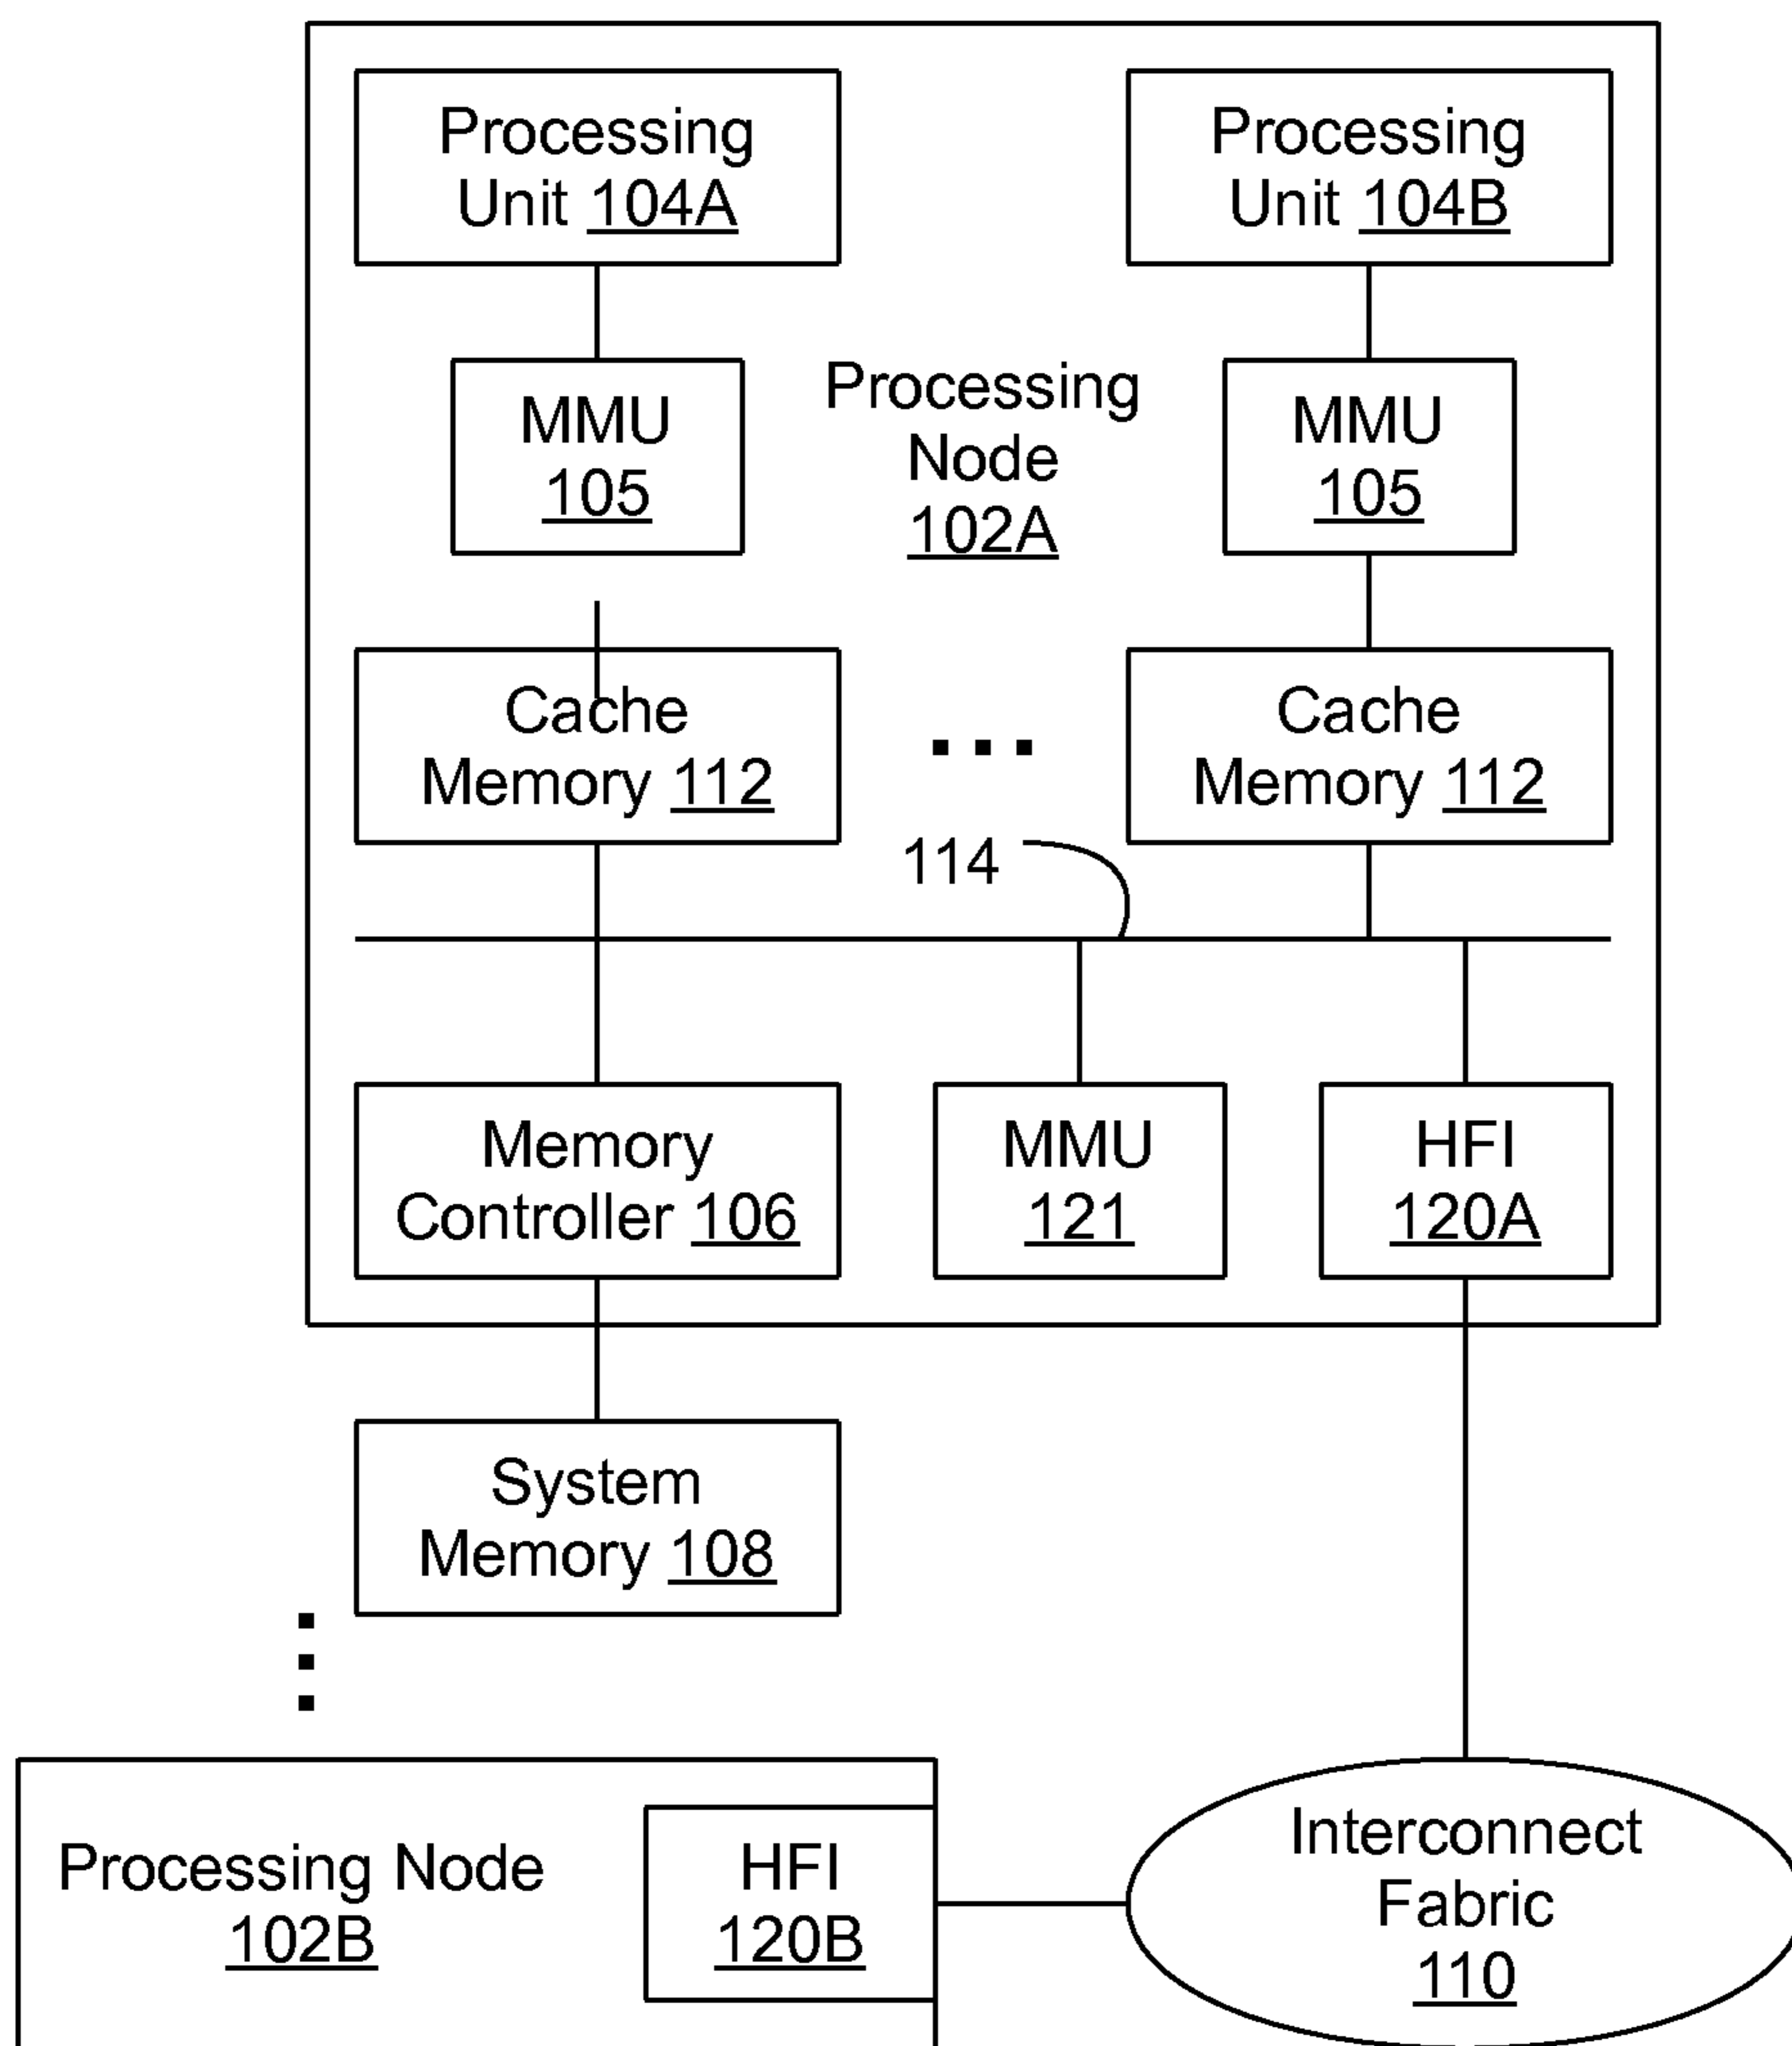 Processing
Unit 104A
Processing
Unit 104B
MMU
105
Processing
Node
102A
MMU
105
Cache
Memory 112
Cache
Memory 112
114
Memory
Controller 106
MMU
121
HFI
120A
System
Memory 108
Processing Node
102B
HFI
120B
Interconnect
Fabric
110